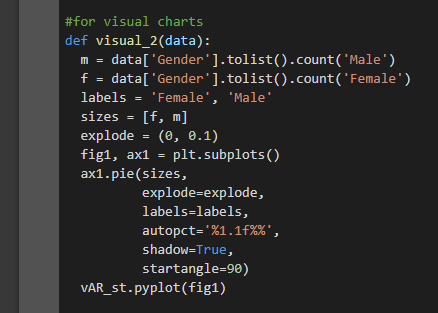 #for visual charts
def visual_2(data):
  m = data['Gender'].tolist().count('Male')
  f = data['Gender'].tolist().count('Female')
  labels = 'Female', 'Male'
  sizes = [f, m]
  explode = (0, 0.1)
  fig1, ax1 = plt.subplots()
  ax1.pie(sizes,
          explode=explode,
          labels=labels,
          autopct='%1.1f%%',
          shadow=True,
          startangle=90)
  vAR_st.pyplot(fig1)